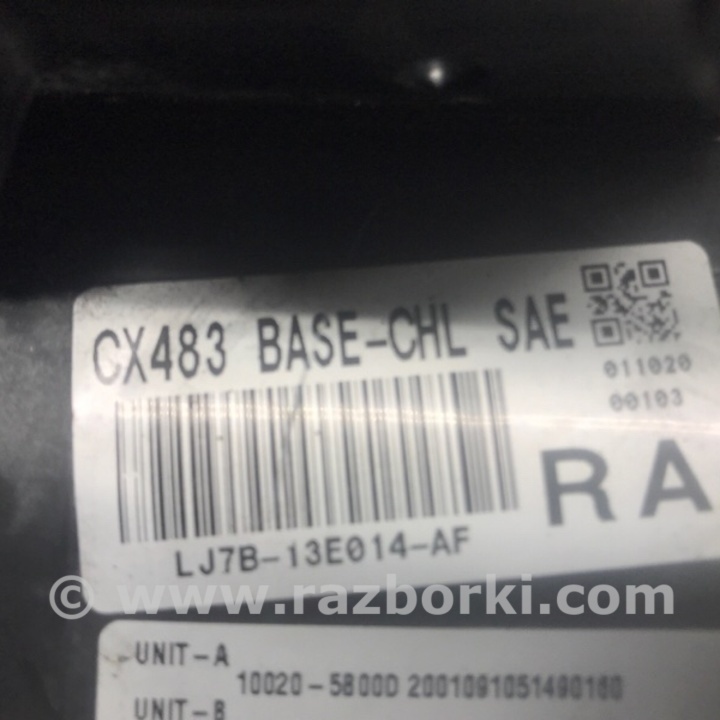 CX483 BASE-CHL SAE
011020
00103
RA
LJ7B-13E014-AF
© www.razborki.com
UNIT-A
10020-5800D 2001091051490160
UNIT-B